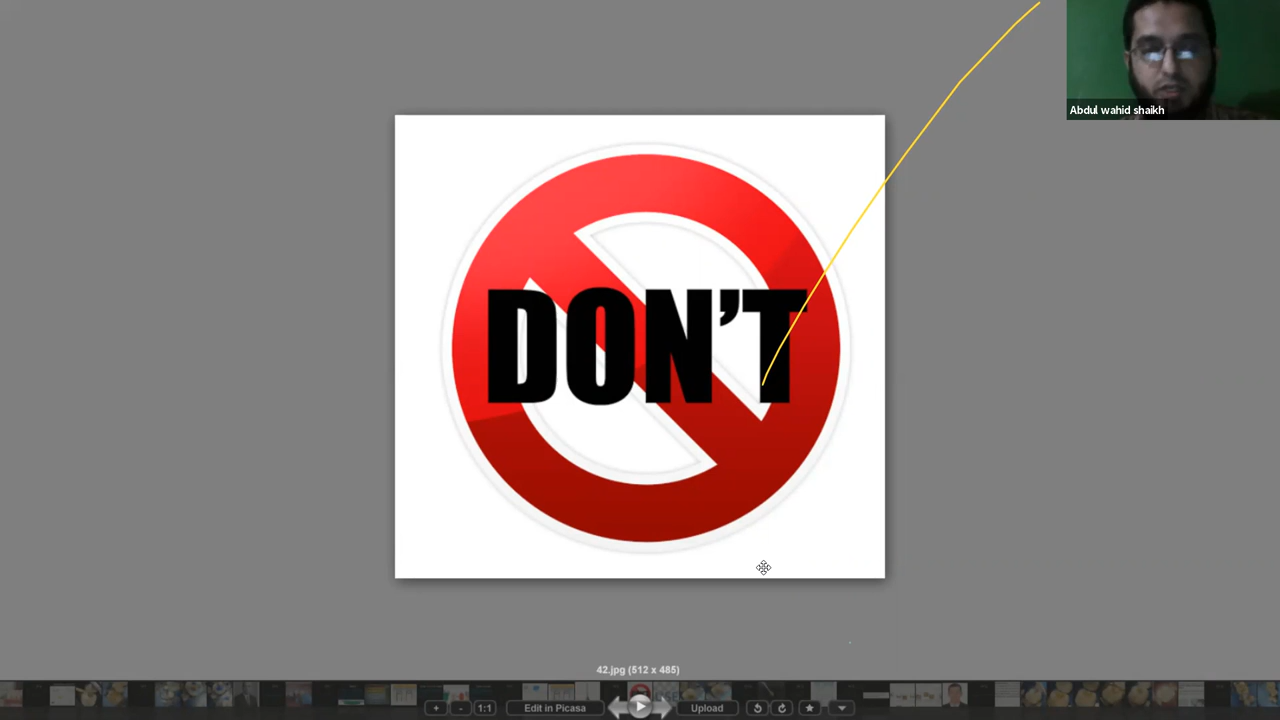 Abdul wahid shaikh
DON'T
42.jpg (512 x 485)
+ - 1:1 Edit in Picasa Upload